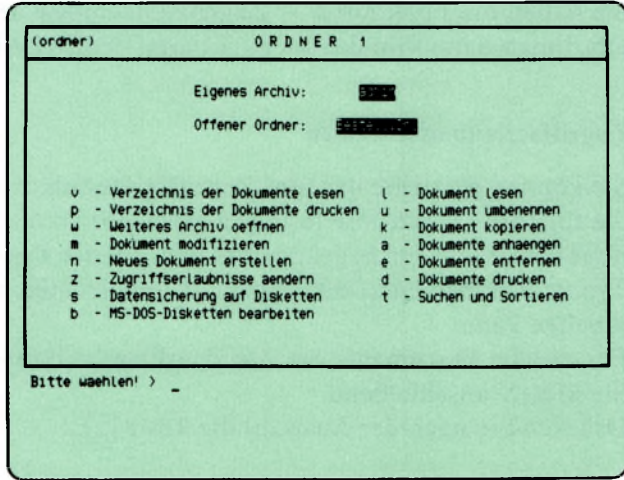 (ordner) ORDNER 1
Eigenes Archiv:
Offener Ordner:
v - Verzeichnis der Dokumente lesen l - Dokument lesen
p - Verzeichnis der Dokumente drucken u - Dokument umbenennen
w - Weiteres Archiv oeffnen k - Dokument kopieren
m - Dokument modifizieren a - Dokumente anhaengen
n - Neues Dokument erstellen e - Dokumente entfernen
z - Zugriffserlaubnisse aendern d - Dokumente drucken
s - Datensicherung auf Disketten t - Suchen und Sortieren
b - MS-DOS-Disketten bearbeiten
Bitte waehlen! > _